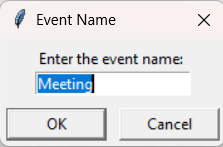 Event Name
Enter the event name:
Meeting
OK
Cancel